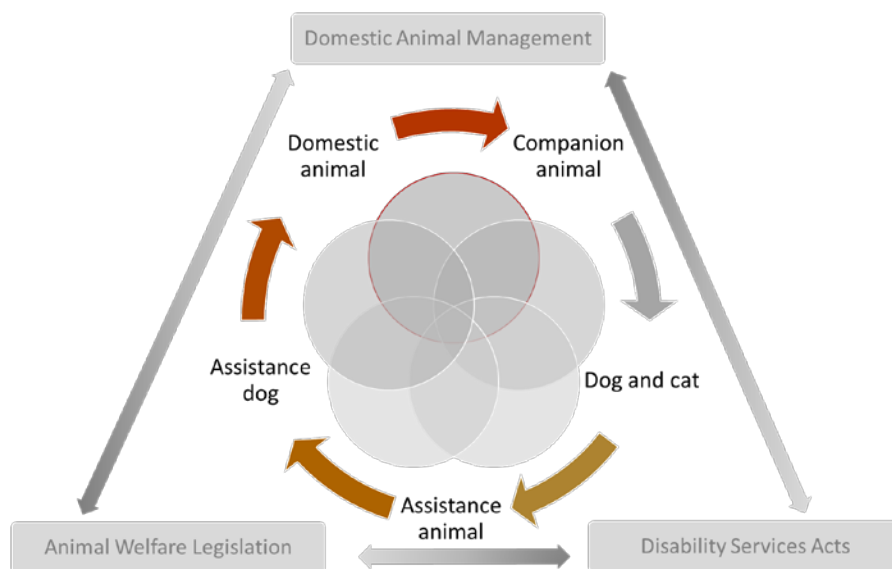 Domestic Animal Management
Domestic
animal
Companion
animal
Assistance
dog
Dog and cat
Assistance
animal
Animal Welfare Legislation
Disability Services Acts